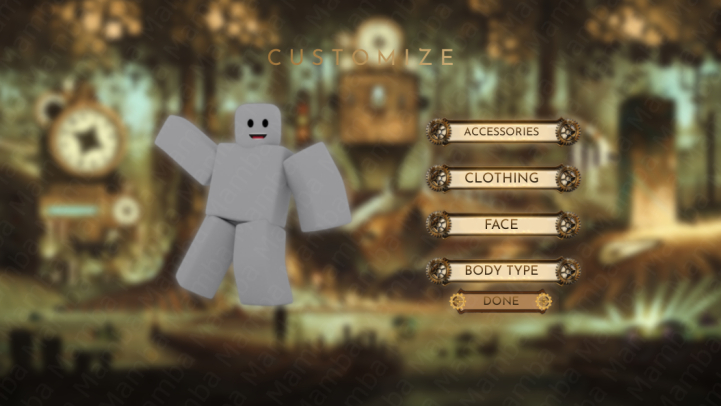 CUSTOMIZE
ACCESSORIES
CLOTHING
FACE
BODY TYPE
DONE